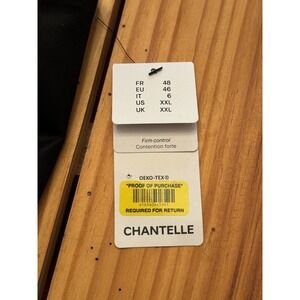 FR 48
EU 46
IT 6
US XXL
UK XXL
Firm control
Contention forte
OEKO-TEX®
*PROOF OF PURCHASE*
REQUIRED FOR RETURN
CHANTELLE